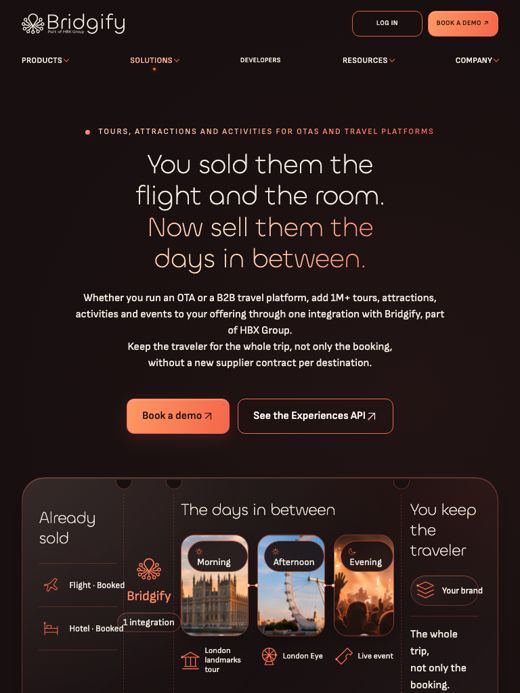 Bridgify
Part of HBX Group
LOG IN
BOOK A DEMO ↗
PRODUCTS
SOLUTIONS
DEVELOPERS
RESOURCES
COMPANY
TOURS, ATTRACTIONS AND ACTIVITIES FOR OTAS AND TRAVEL PLATFORMS
You sold them the
flight and the room.
Now sell them the
days in between.
Whether you run an OTA or a B2B travel platform, add 1M+ tours, attractions,
activities and events to your offering through one integration with Bridgify, part
of HBX Group.
Keep the traveler for the whole trip, not only the booking,
without a new supplier contract per destination.
Book a demo ↗
See the Experiences API ↗
Already
sold
Flight · Booked
Hotel · Booked
Bridgify
1 integration
The days in between
Morning
Afternoon
Evening
London
landmarks
tour
London Eye
Live event
You keep
the
traveler
Your brand
The whole
trip,
not only the
booking.